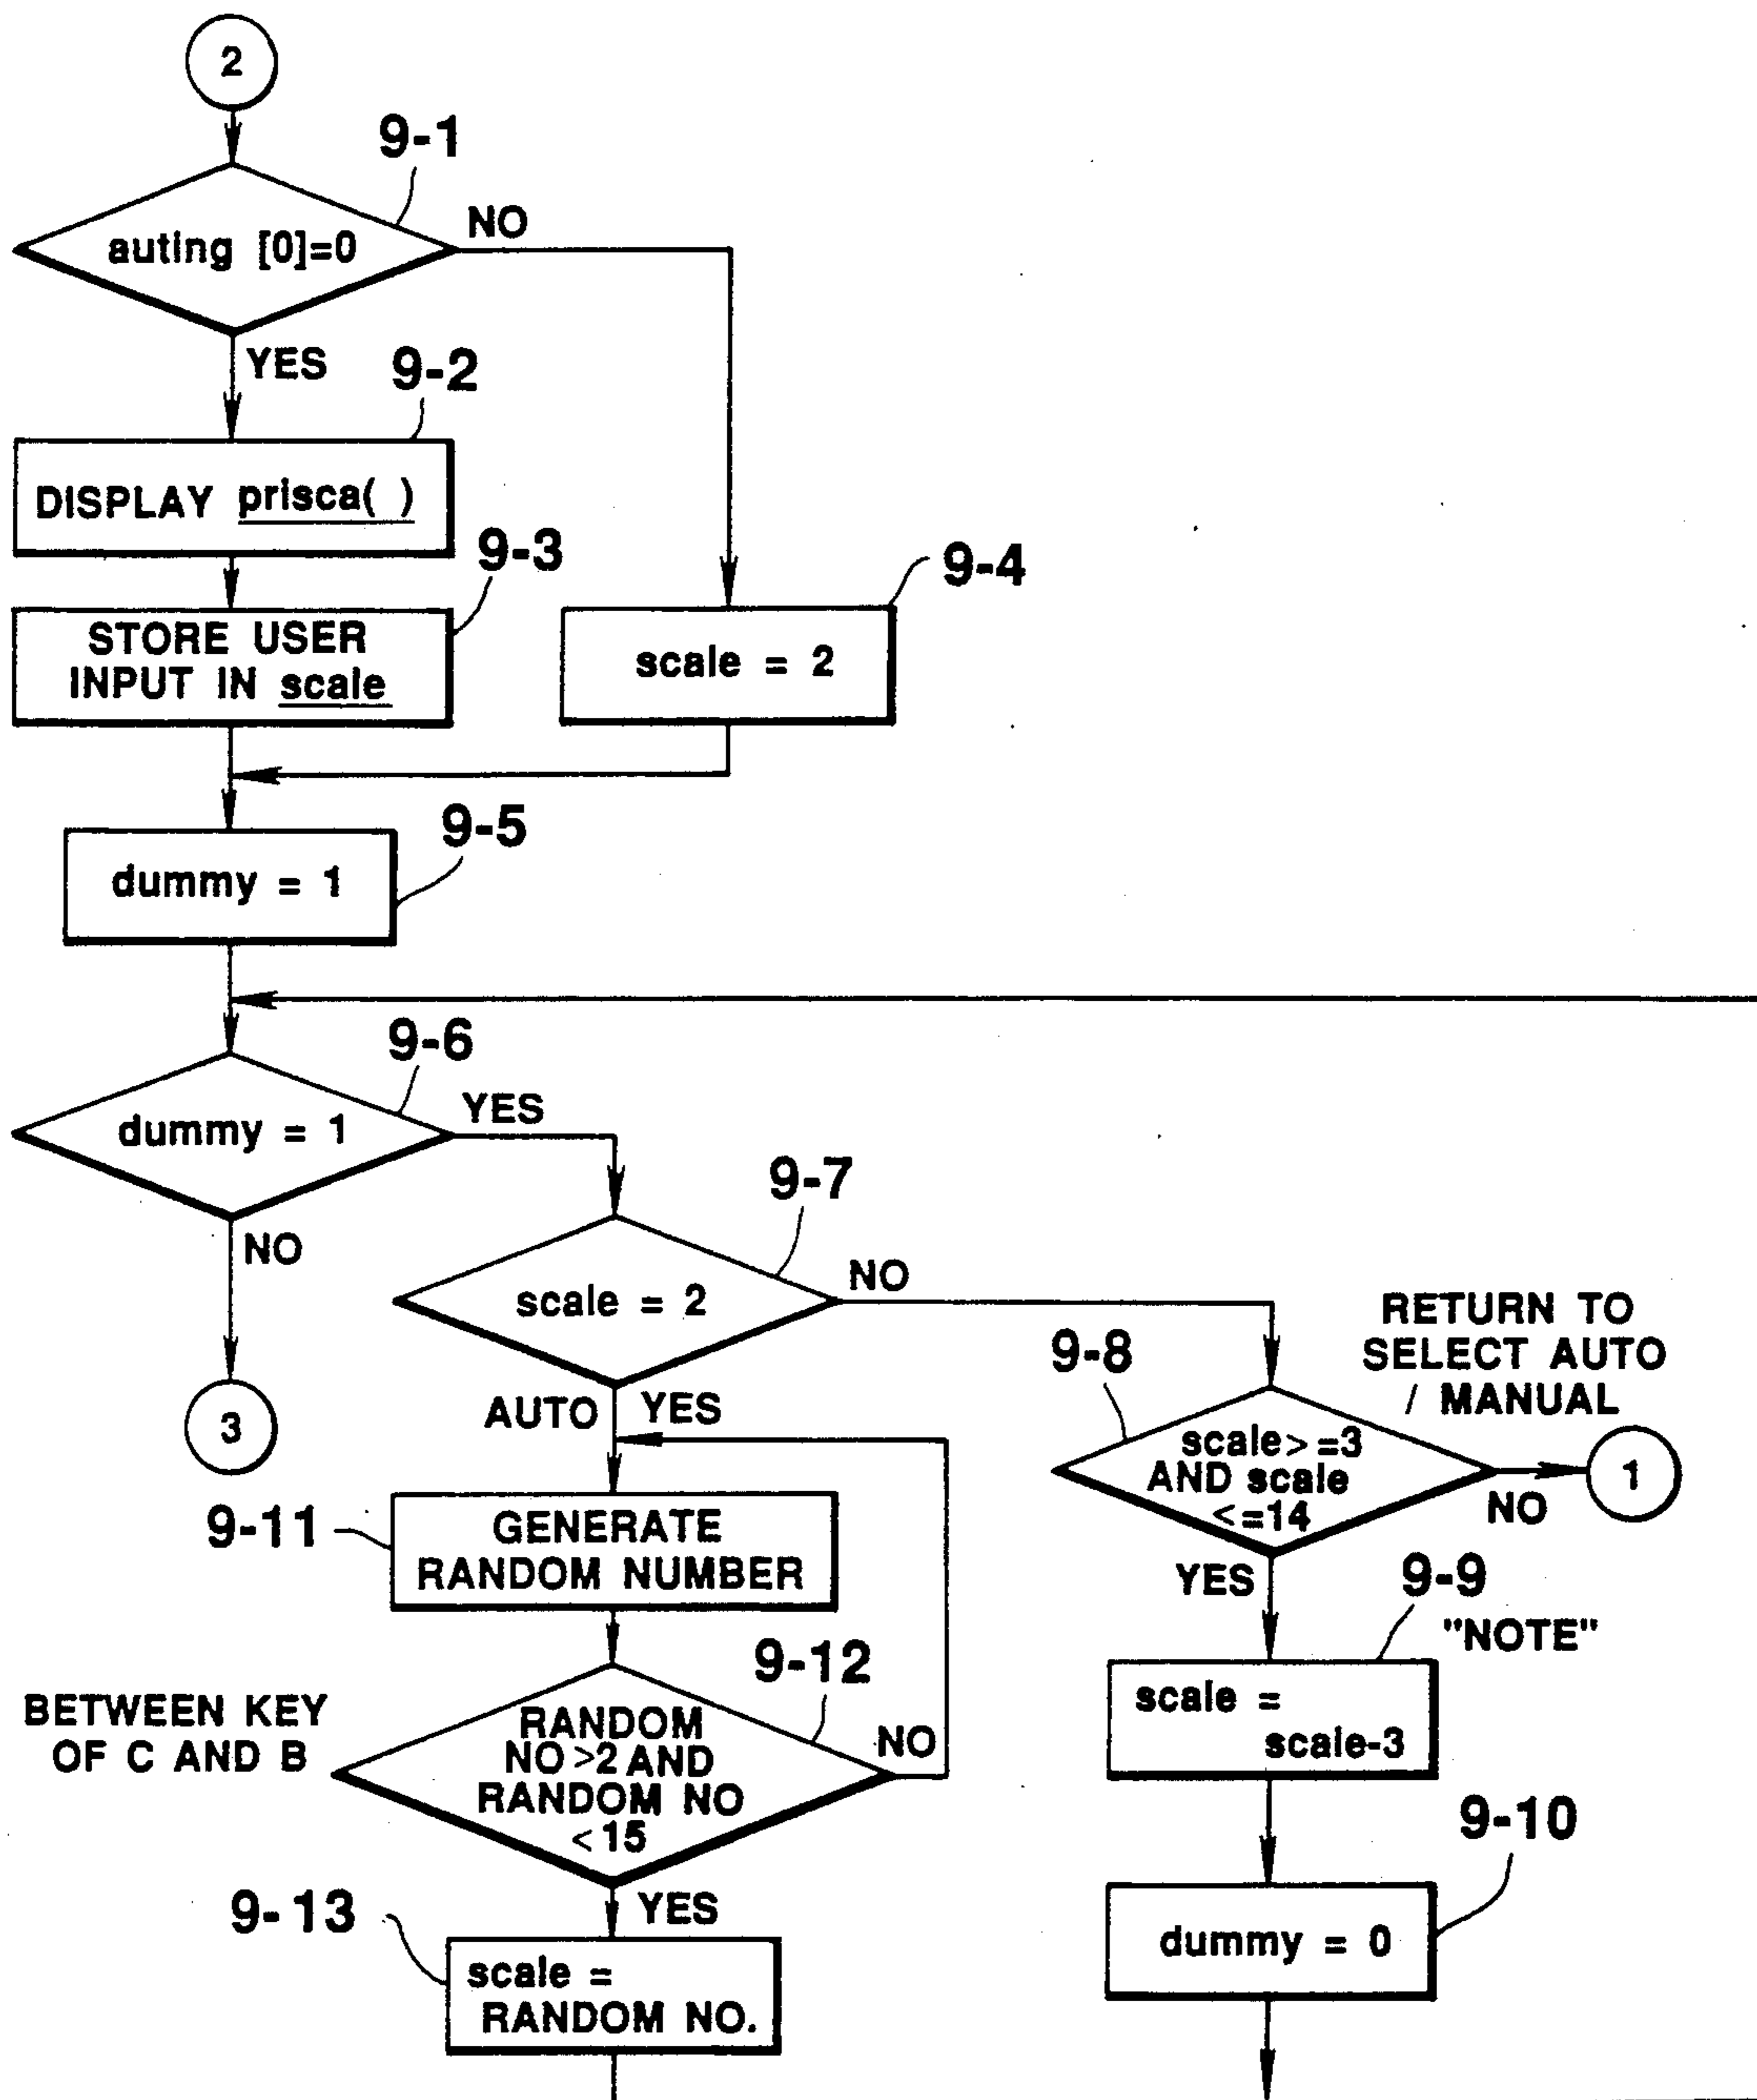 2
9-1
auting [0]=0
NO
YES
9-2
DISPLAY prisca( )
9-3
STORE USER
INPUT IN scale
9-4
scale = 2
9-5
dummy = 1
9-6
dummy = 1
YES
NO
3
9-7
scale = 2
NO
AUTO YES
9-8
RETURN TO
SELECT AUTO
/ MANUAL
scale>=3
AND scale
<=14
NO
1
YES
9-9
"NOTE"
scale =
scale-3
9-10
dummy = 0
9-11
GENERATE
RANDOM NUMBER
9-12
BETWEEN KEY
OF C AND B
RANDOM
NO >2 AND
RANDOM NO
< 15
NO
YES
9-13
scale =
RANDOM NO.